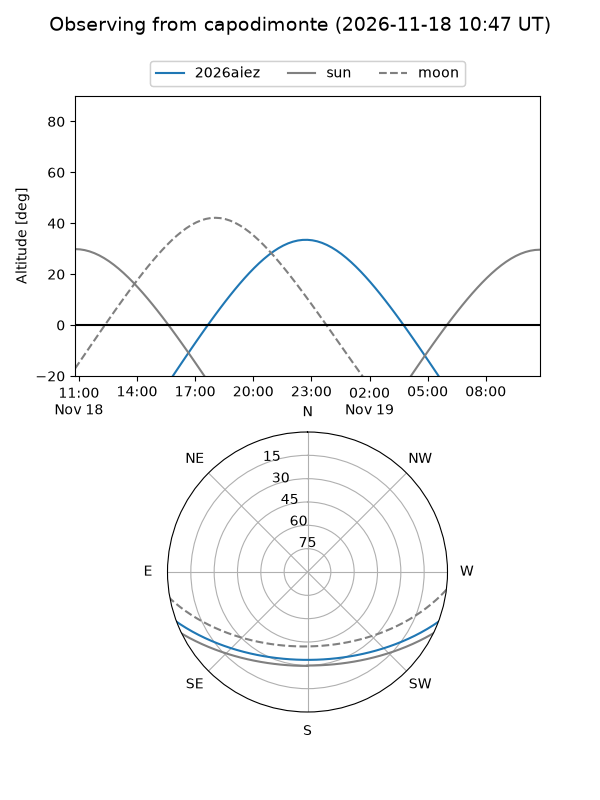 Observing from capodimonte (2026-11-18 10:47 UT)
2026aiez sun moon
Altitude [deg]
80
60
40
20
0
−20
11:00 14:00 17:00 20:00 23:00 02:00 05:00 08:00
Nov 18 Nov 19
N
NE NW
15
30
45
60
75
E W
SE SW
S